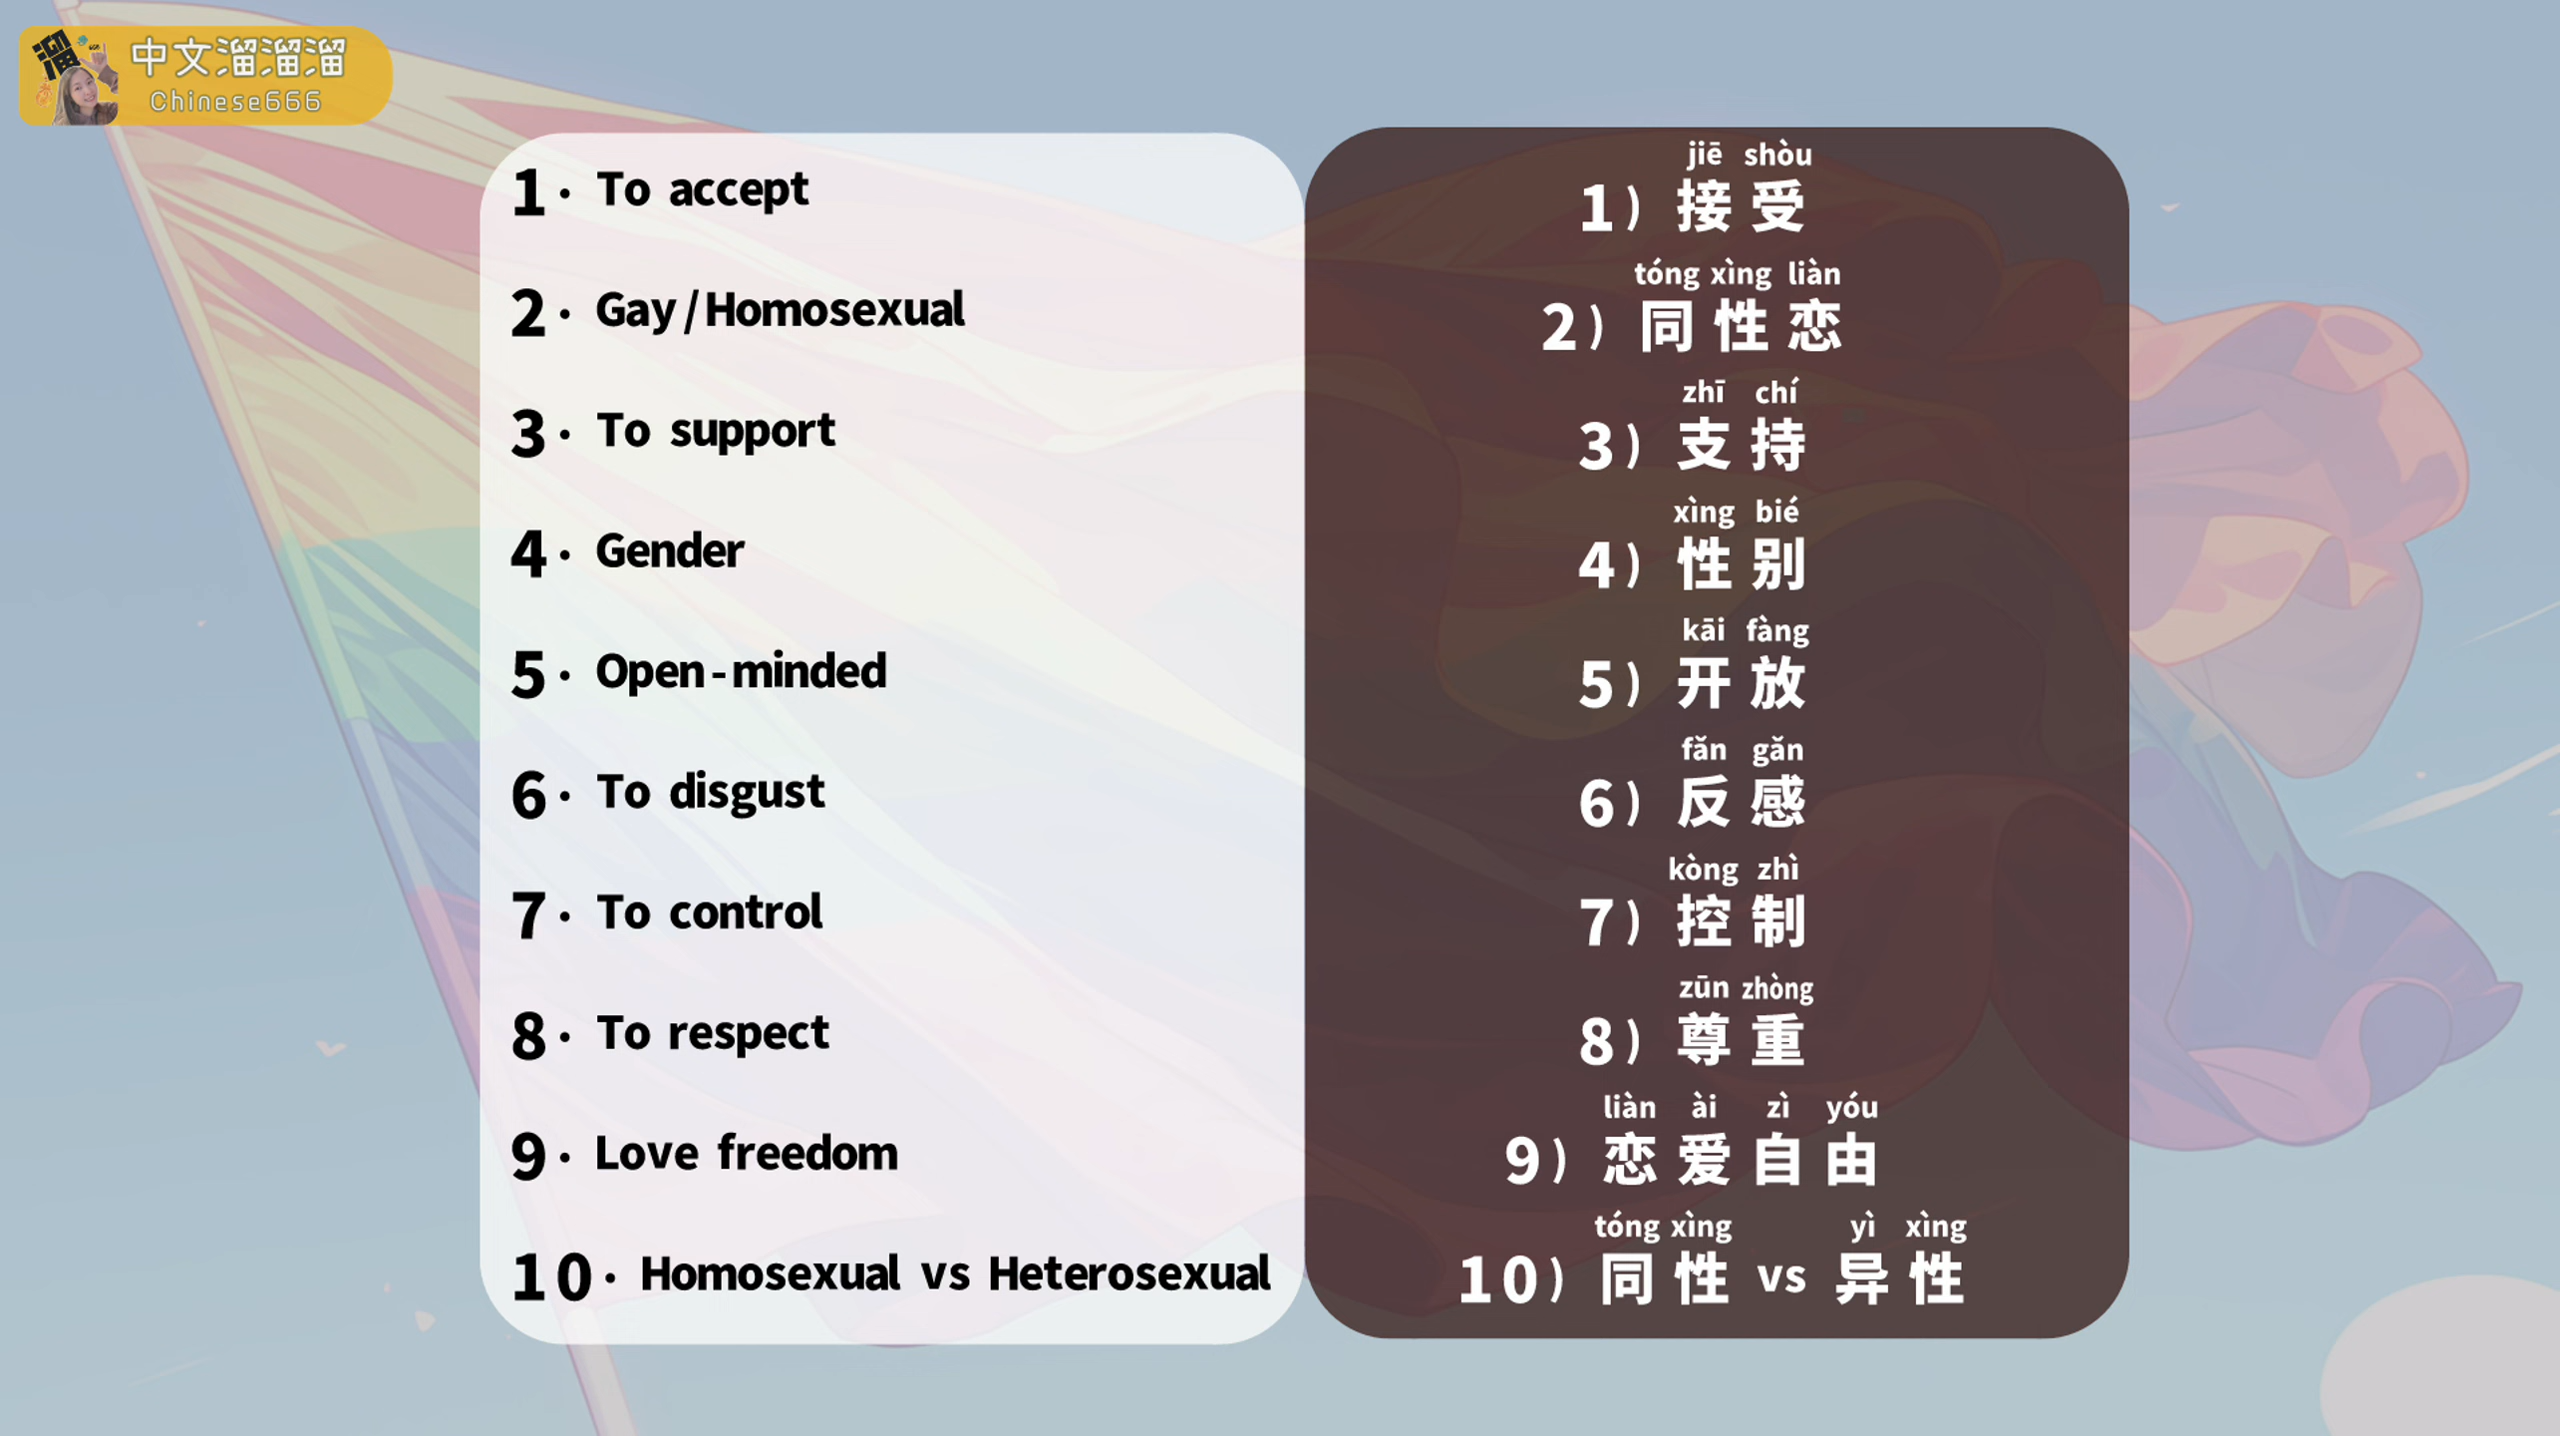 中文溜溜溜
Chinese666
1. To accept
2. Gay/Homosexual
3. To support
4. Gender
5. Open-minded
6. To disgust
7. To control
8. To respect
9. Love freedom
10. Homosexual vs Heterosexual
jiē shòu
1) 接受
tóng xìng liàn
2) 同性恋
zhī chí
3) 支持
xìng bié
4) 性别
kāi fàng
5) 开放
fǎn gǎn
6) 反感
kòng zhì
7) 控制
zūn zhòng
8) 尊重
liàn ài zì yóu
9) 恋爱自由
tóng xìng yì xìng
10) 同性 vs 异性